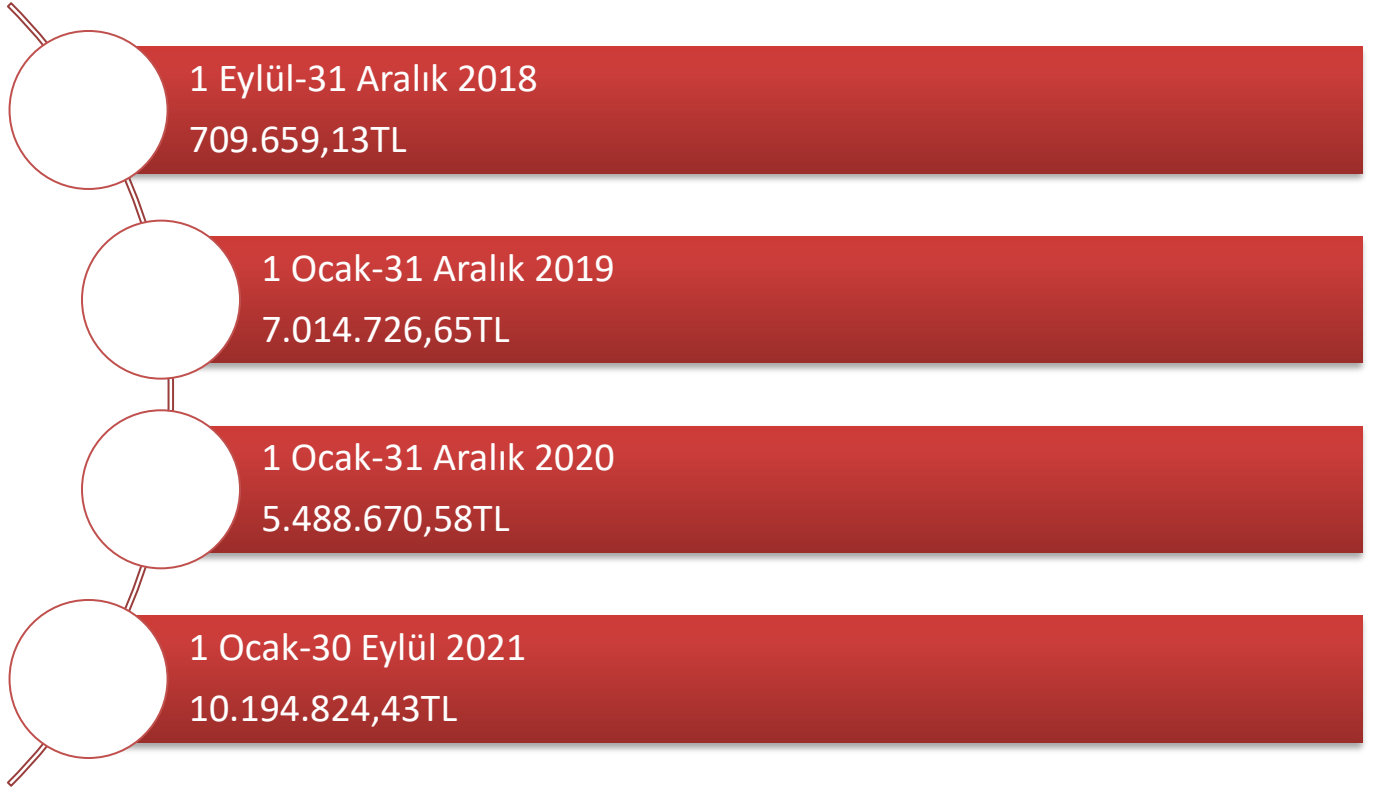 1 Eylül-31 Aralık 2018
709.659,13TL
1 Ocak-31 Aralık 2019
7.014.726,65TL
1 Ocak-31 Aralık 2020
5.488.670,58TL
1 Ocak-30 Eylül 2021
10.194.824,43TL